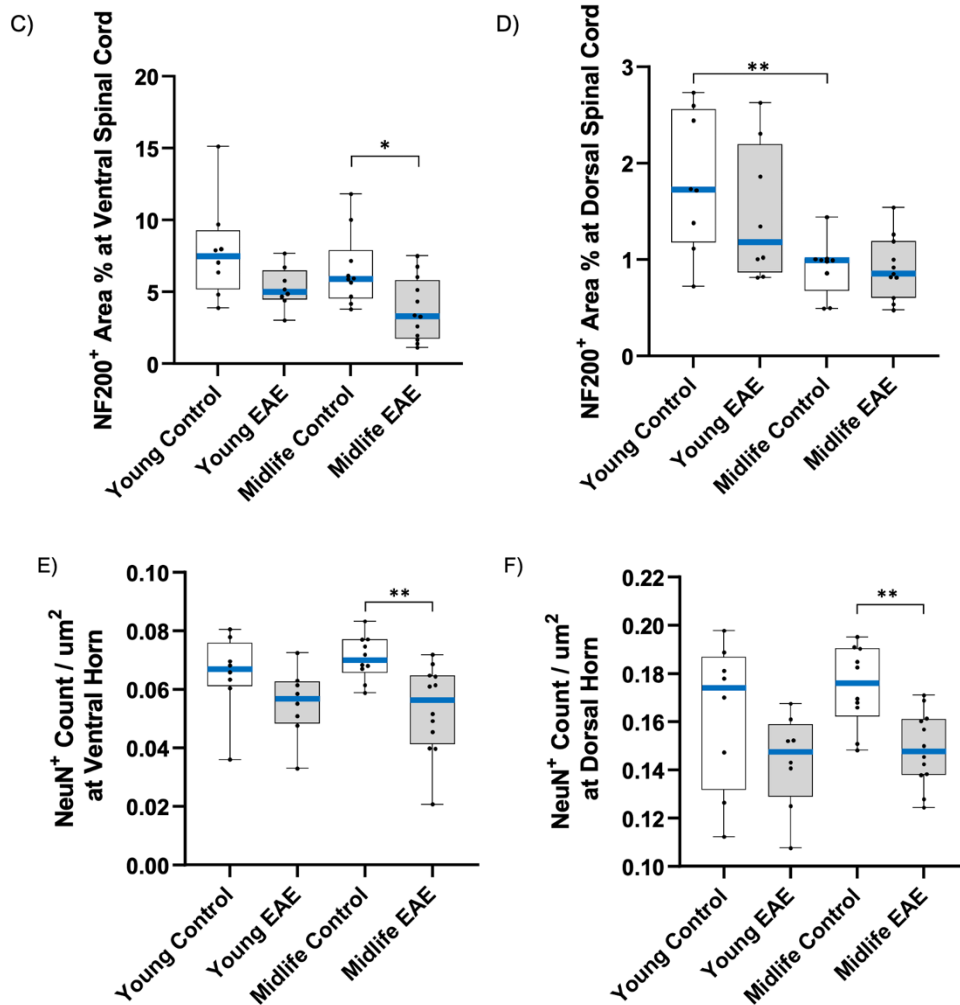 C)
NF200+ Area % at Ventral Spinal Cord
20
15
10
5
0
*
Young Control
Young EAE
Midlife Control
Midlife EAE
D)
NF200+ Area % at Dorsal Spinal Cord
3
2
1
0
**
Young Control
Young EAE
Midlife Control
Midlife EAE
E)
NeuN+ Count / um2
at Ventral Horn
0.10
0.08
0.06
0.04
0.02
0.00
**
Young Control
Young EAE
Midlife Control
Midlife EAE
F)
NeuN+ Count / um2
at Dorsal Horn
0.22
0.20
0.18
0.16
0.14
0.12
0.10
**
Young Control
Young EAE
Midlife Control
Midlife EAE